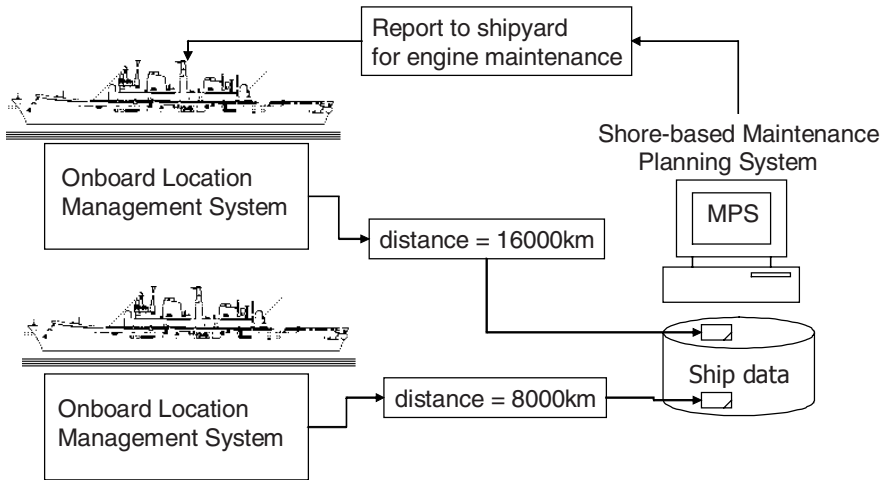 Report to shipyard
for engine maintenance
Shore-based Maintenance
Planning System
MPS
Onboard Location
Management System
distance = 16000km
Ship data
distance = 8000km
Onboard Location
Management System